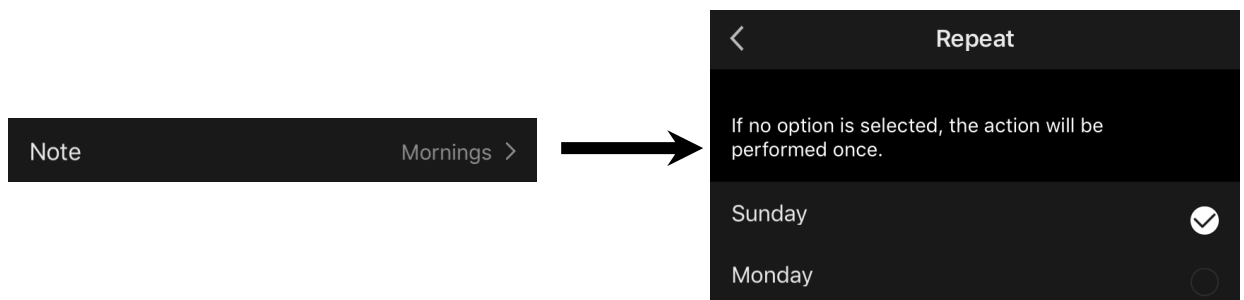 Note Mornings
Repeat
If no option is selected, the action will be
performed once.
Sunday
Monday